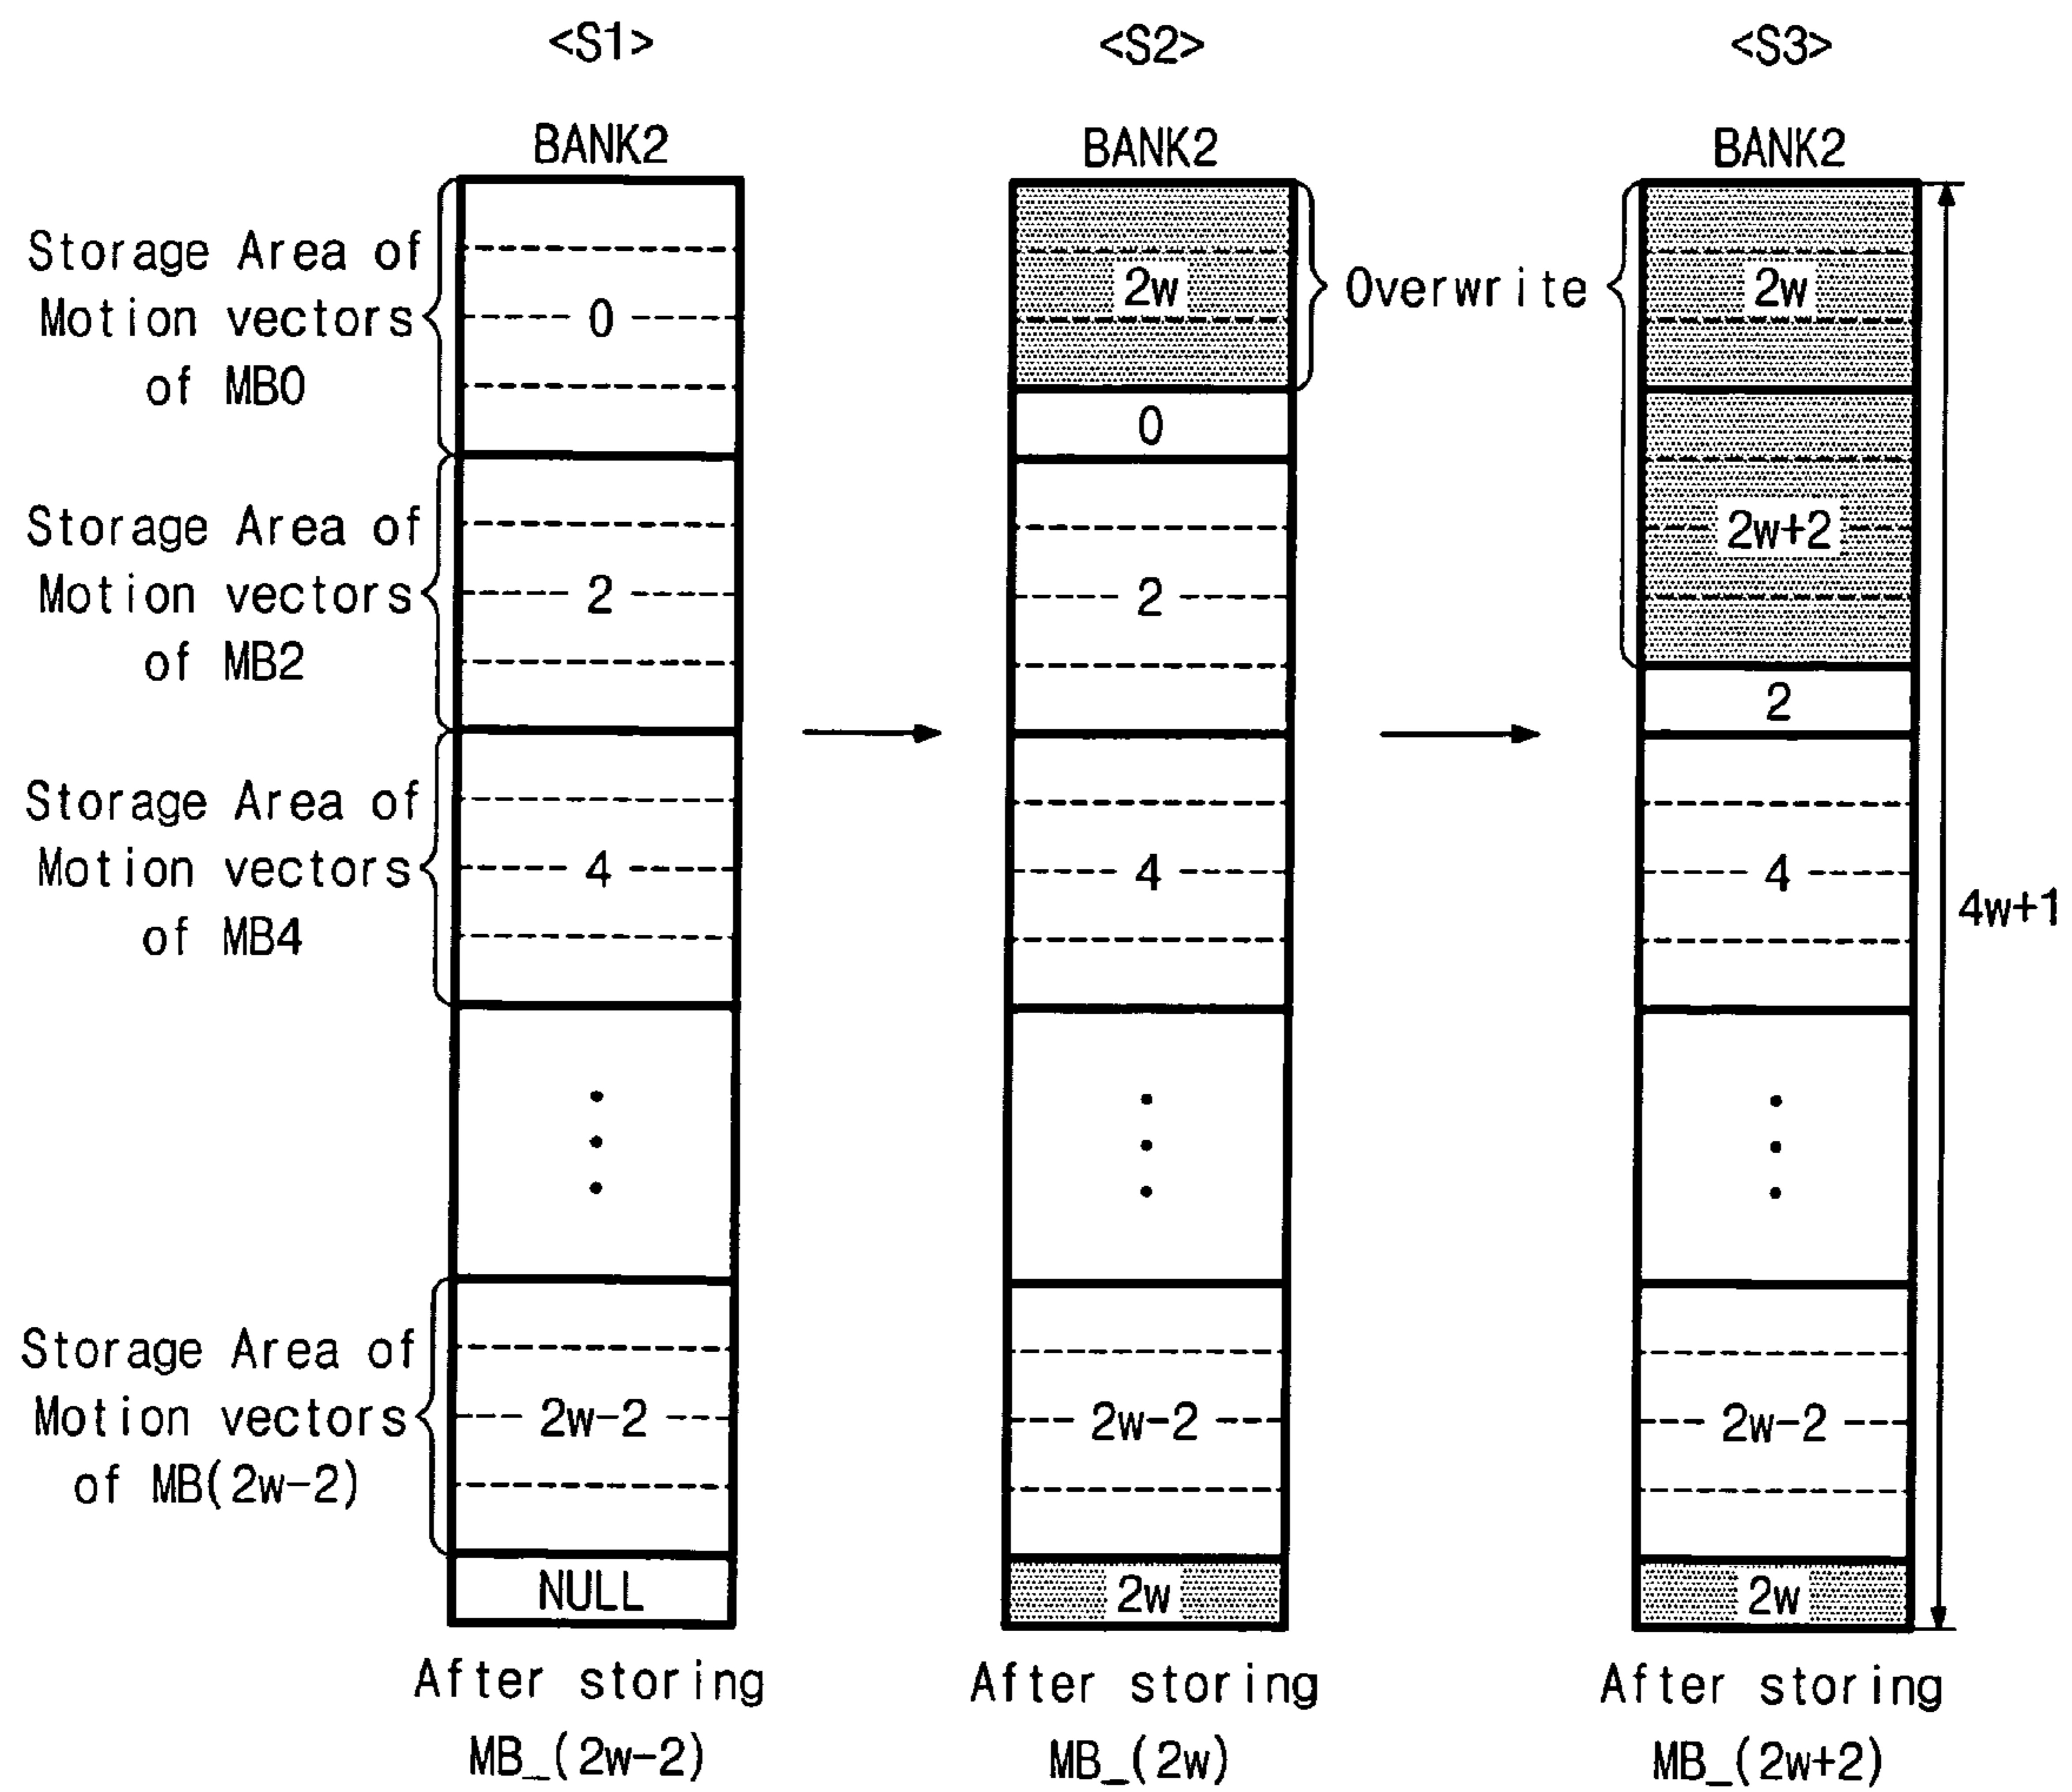 <S1>
<S2>
<S3>
BANK2
BANK2
BANK2
Storage Area of
Motion vectors
of MB0
0
2w
Overwrite
2w
0
Storage Area of
Motion vectors
of MB2
2
2
2w+2
2
Storage Area of
Motion vectors
of MB4
4
4
4
4w+1
Storage Area of
Motion vectors
of MB(2w-2)
2w-2
2w-2
2w-2
NULL
2w
2w
After storing
MB_(2w-2)
After storing
MB_(2w)
After storing
MB_(2w+2)